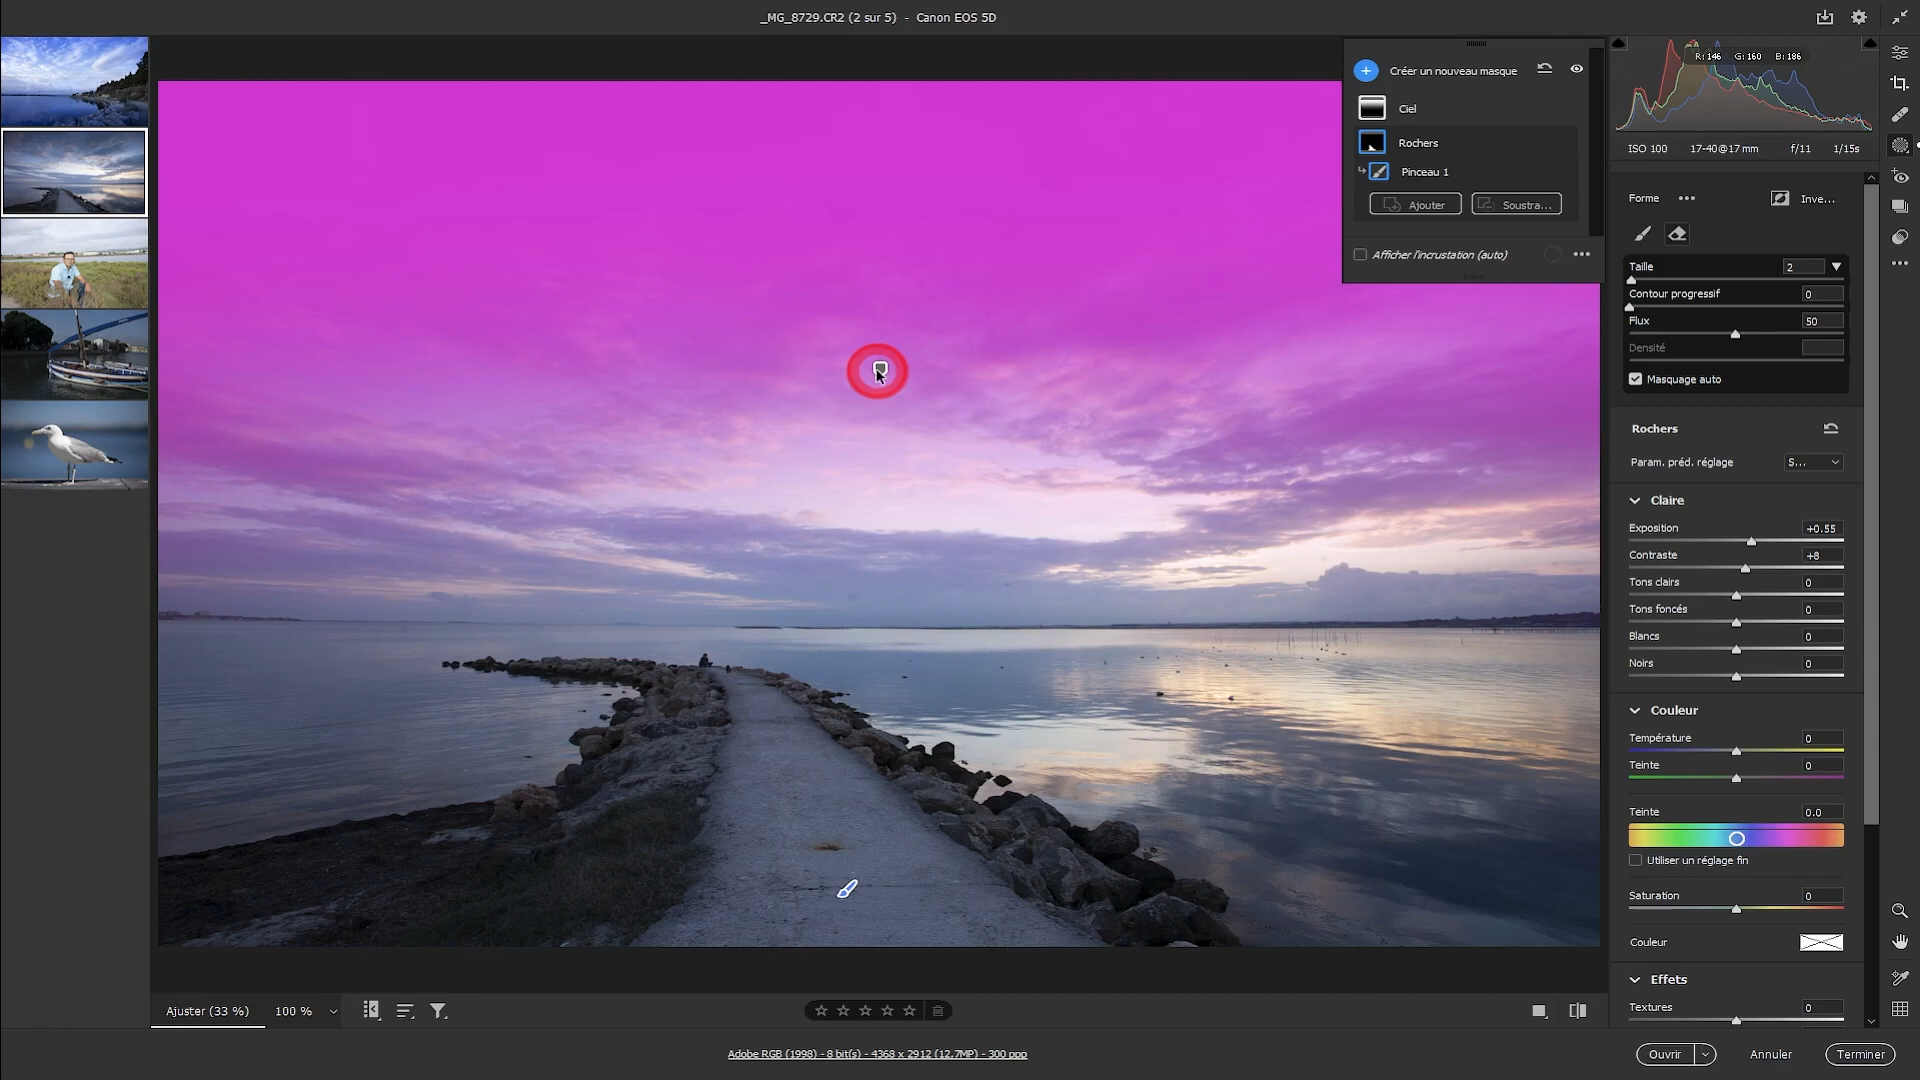 _MG_8729.CR2 (2 sur 5) - Canon EOS 5D
R: 146 G: 160 B: 186
ISO 100 17-40@17 mm f/11 1/15s
Créer un nouveau masque
Ciel
Rochers
Pinceau 1
Ajouter Soustra...
Afficher l'incrustation (auto)
Forme Inve...
Taille 2
Contour progressif 0
Flux 50
Densité
Masquage auto
Rochers
Param. préd. réglage S...
Claire
Exposition +0.55
Contraste +8
Tons clairs 0
Tons foncés 0
Blancs 0
Noirs 0
Couleur
Température 0
Teinte 0
Teinte 0.0
Utiliser un réglage fin
Saturation 0
Couleur
Effets
Textures 0
Ajuster (33 %) 100 %
Adobe RGB (1998) - 8 bit(s) - 4368 x 2912 (12,7MP) - 300 ppp
Ouvrir Annuler Terminer